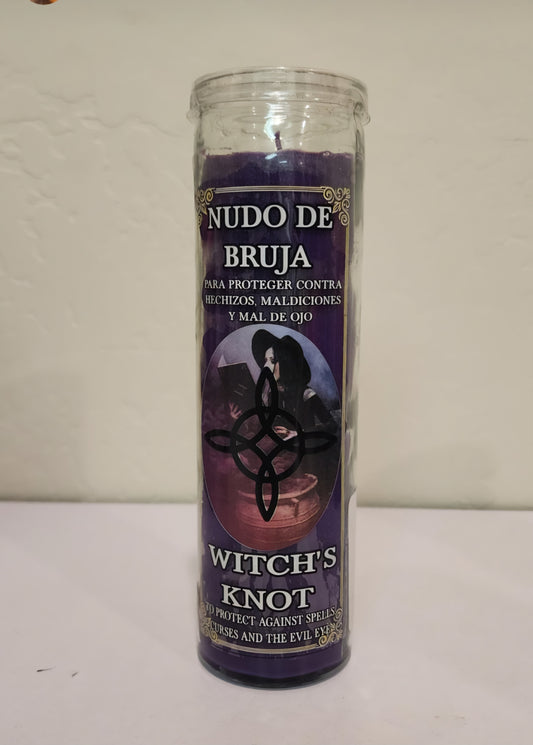 NUDO DE
BRUJA
PARA PROTEGER CONTRA
HECHIZOS, MALDICIONES
Y MAL DE OJO
WITCH'S
KNOT
TO PROTECT AGAINST SPELLS,
CURSES AND THE EVIL EYE